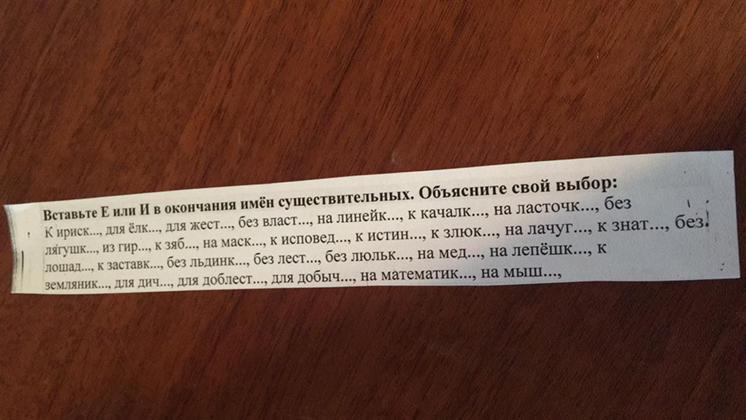 Вставьте Е или И в окончания имён существительных. Объясните свой выбор:
К ириск..., для ёлк..., для жест..., без власт..., на линейк..., к качалк..., на ласточк..., без
лягушк..., из гир..., к зяб..., на маск..., к исповед..., к истин..., к злюк..., на лачуг..., к знат..., без
лошад..., к заставк..., без льдинк..., без лест..., без люльк..., на мед..., на лепёшк..., к
земляник..., для дич..., для доблест..., для добыч..., на математик..., на мыш...,